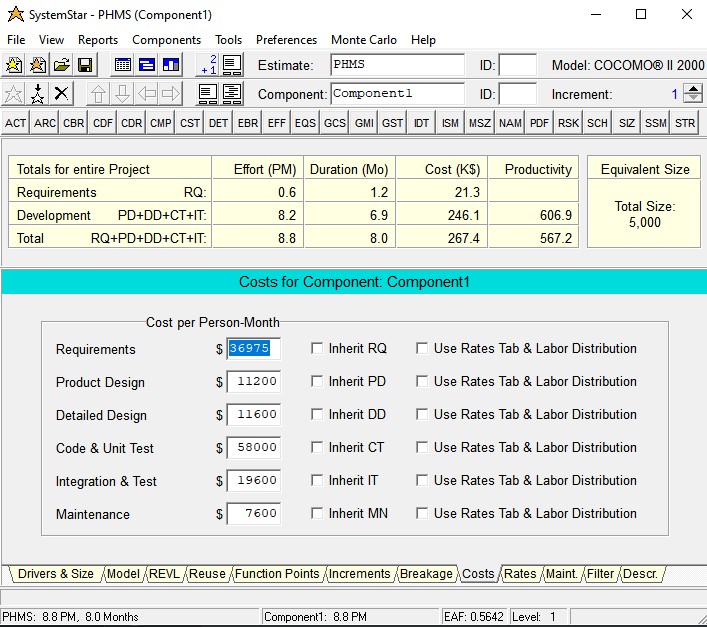 SystemStar - PHMS (Component1)
File View Reports Components Tools Preferences Monte Carlo Help
2 +1 Estimate: PHMS ID: Model: COCOMO® II 2000
Component: Component1 ID: Increment: 1
ACT ARC CBR CDF CDR CMP CST DET EBR EFF EQS GCS GMI GST IDT ISM MSZ NAM PDF RSK SCH SIZ SSM STR
Totals for entire Project Effort (PM) Duration (Mo) Cost (K$) Productivity Equivalent Size
Requirements RQ: 0.6 1.2 21.3
Development PD+DD+CT+IT: 8.2 6.9 246.1 606.9 Total Size:
5,000
Total RQ+PD+DD+CT+IT: 8.8 8.0 267.4 567.2
Costs for Component: Component1
Cost per Person-Month
Requirements $ 36975 Inherit RQ Use Rates Tab & Labor Distribution
Product Design $ 11200 Inherit PD Use Rates Tab & Labor Distribution
Detailed Design $ 11600 Inherit DD Use Rates Tab & Labor Distribution
Code & Unit Test $ 58000 Inherit CT Use Rates Tab & Labor Distribution
Integration & Test $ 19600 Inherit IT Use Rates Tab & Labor Distribution
Maintenance $ 7600 Inherit MN Use Rates Tab & Labor Distribution
Drivers & Size Model REVL Reuse Function Points Increments Breakage Costs Rates Maint. Filter Descr.
PHMS: 8.8 PM, 8.0 Months Component1: 8.8 PM EAF: 0.5642 Level: 1